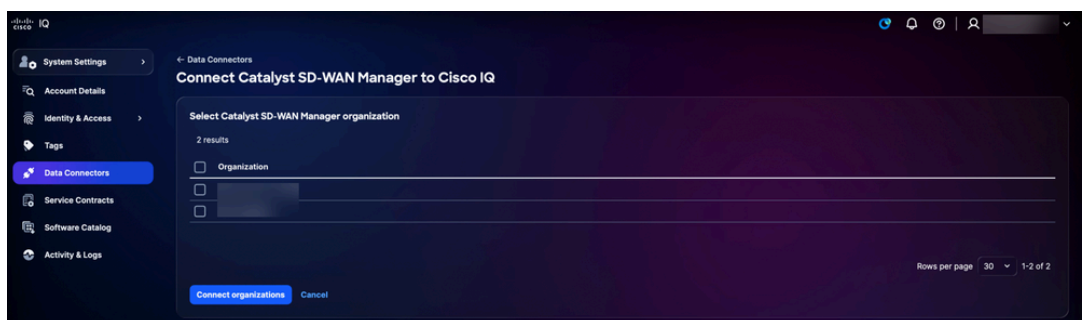 cisco IQ
System Settings
← Data Connectors
Connect Catalyst SD-WAN Manager to Cisco IQ
Account Details
Identity & Access
Tags
Data Connectors
Service Contracts
Software Catalog
Activity & Logs
Select Catalyst SD-WAN Manager organization
2 results
Organization
Rows per page 30 1-2 of 2
Connect organizations Cancel